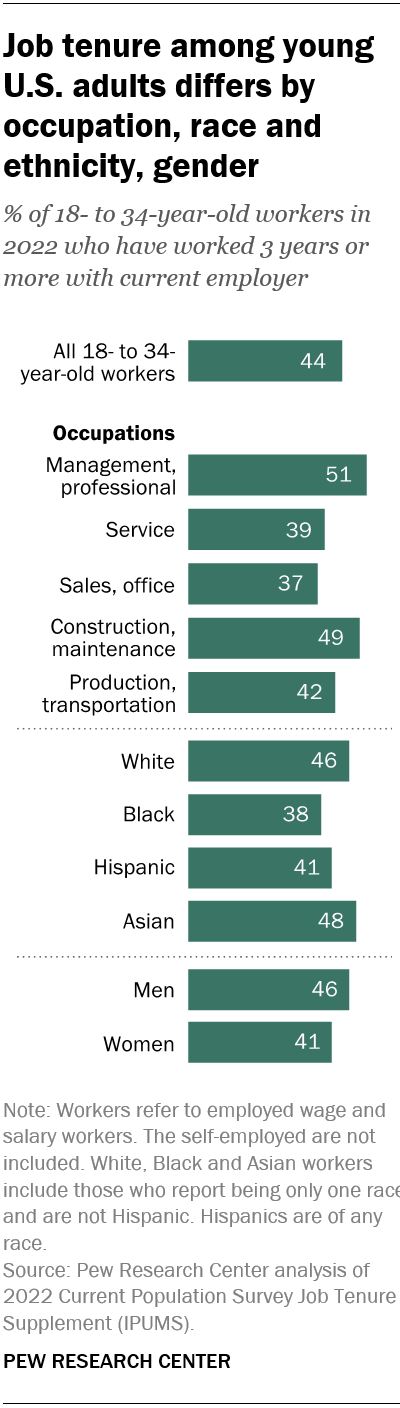 Job tenure among young
U.S. adults differs by
occupation, race and
ethnicity, gender
% of 18- to 34-year-old workers in
2022 who have worked 3 years or
more with current employer
All 18- to 34-
year-old workers
44
Occupations
Management,
professional
51
Service
39
Sales, office
37
Construction,
maintenance
49
Production,
transportation
42
White
46
Black
38
Hispanic
41
Asian
48
Men
46
Women
41
Note: Workers refer to employed wage and
salary workers. The self-employed are not
included. White, Black and Asian workers
include those who report being only one race
and are not Hispanic. Hispanics are of any
race.
Source: Pew Research Center analysis of
2022 Current Population Survey Job Tenure
Supplement (IPUMS).
PEW RESEARCH CENTER